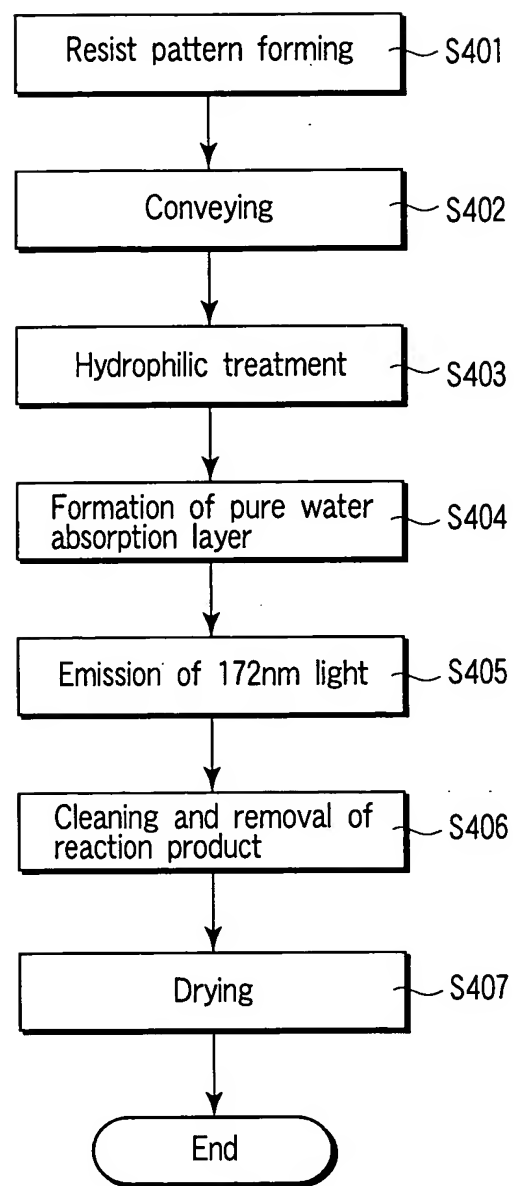 Resist pattern forming
S401
Conveying
S402
Hydrophilic treatment
S403
Formation of pure water
absorption layer
S404
Emission of 172nm light
S405
Cleaning and removal of
reaction product
S406
Drying
S407
End